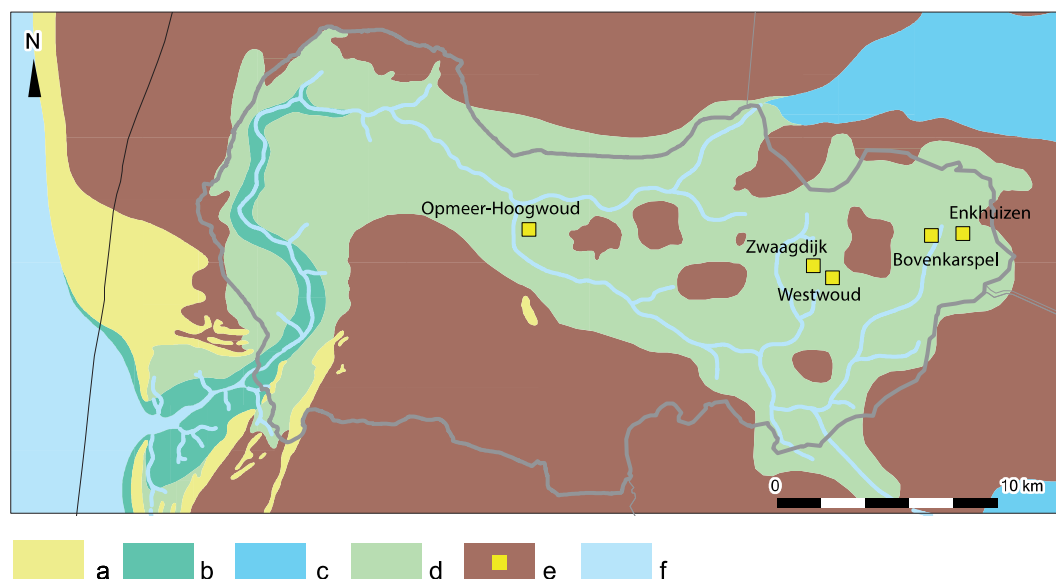 N
Opmeer-Hoogwoud
Enkhuizen
Zwaagdijk
Bovenkarspel
Westwoud
0 10 km
a b c d e f